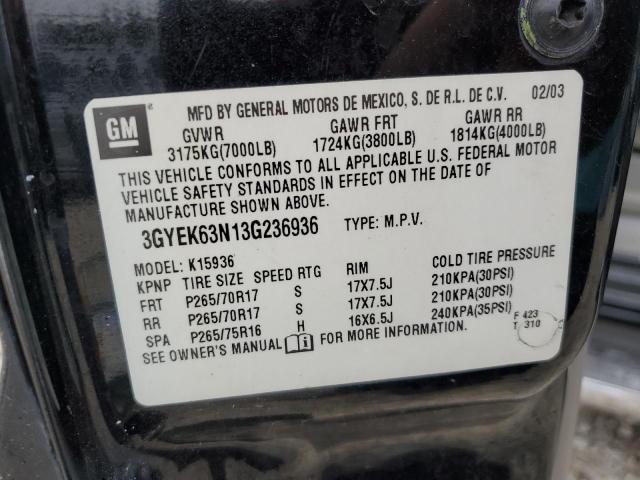 GM
MFD BY GENERAL MOTORS DE MEXICO, S. DE R.L. DE C.V. 02/03
GVWR GAWR FRT GAWR RR
3175KG(7000LB) 1724KG(3800LB) 1814KG(4000LB)
THIS VEHICLE CONFORMS TO ALL APPLICABLE U.S. FEDERAL MOTOR
VEHICLE SAFETY STANDARDS IN EFFECT ON THE DATE OF
MANUFACTURE SHOWN ABOVE.
3GYEK63N13G236936 TYPE: M.P.V.
MODEL: K15936
KPNP TIRE SIZE SPEED RTG RIM COLD TIRE PRESSURE
FRT P265/70R17 S 17X7.5J 210KPA(30PSI)
RR P265/70R17 S 17X7.5J 210KPA(30PSI)
SPA P265/75R16 H 16X6.5J 240KPA(35PSI)
SEE OWNER'S MANUAL i FOR MORE INFORMATION.
F 423
T 310